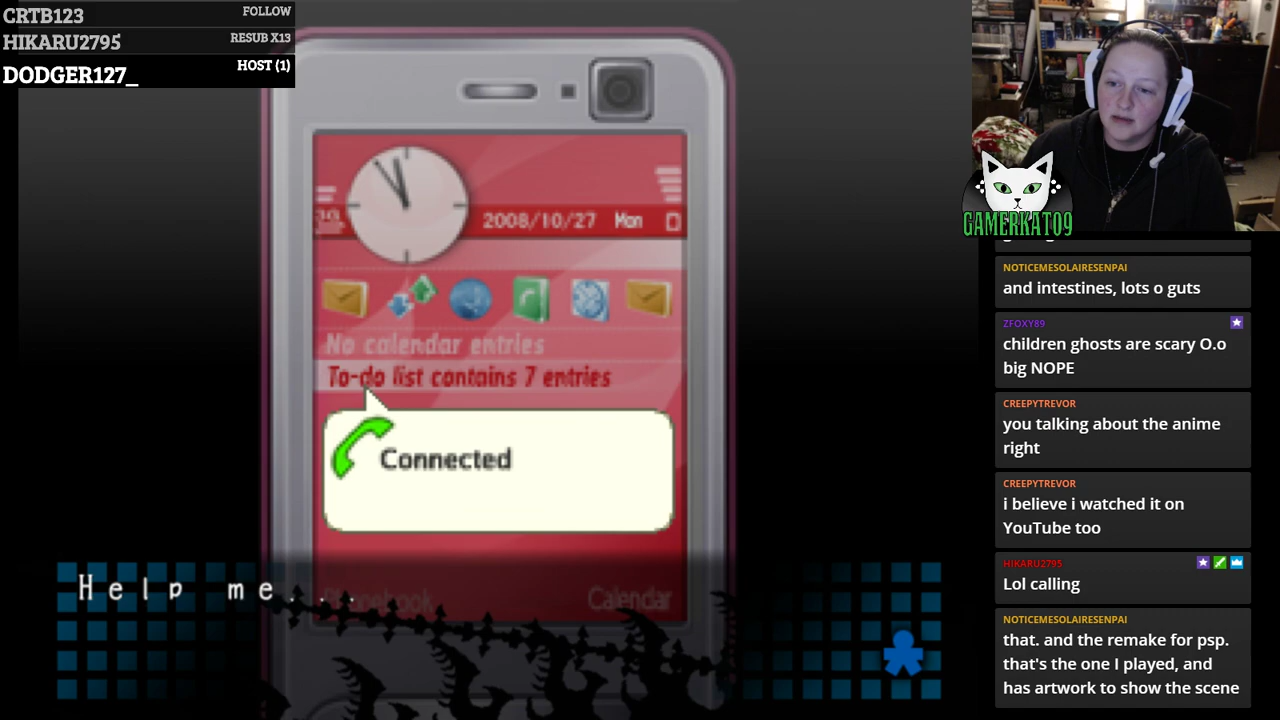 CRTB123 FOLLOW
HIKARU2795 RESUB X13
DODGER127_ HOST (1)
2008/10/27 Mon
No calendar entries
To-do list contains 7 entries
Connected
Help me...
Calendar
GAMERKAT09
NOTICEMESOLAIRESENPAI
and intestines, lots o guts
ZFOXY89
children ghosts are scary O.o
big NOPE
CREEPYTREVOR
you talking about the anime
right
CREEPYTREVOR
i believe i watched it on
YouTube too
HIKARU2795
Lol calling
NOTICEMESOLAIRESENPAI
that. and the remake for psp.
that's the one I played, and
has artwork to show the scene